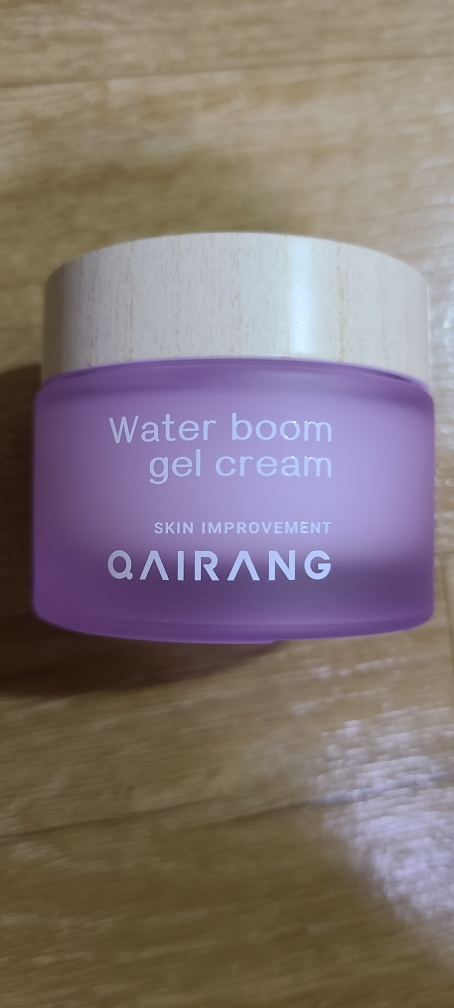 Water boom
gel cream
SKIN IMPROVEMENT
QAIRANG